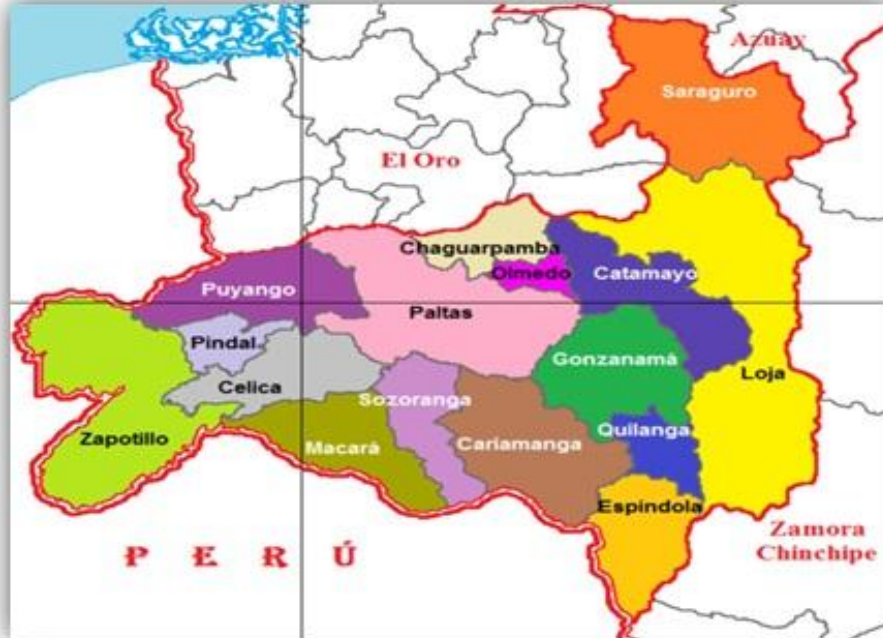 Azuay
Saraguro
El Oro
Chaguarpamba
Olmedo
Catamayo
Puyango
Paltas
Pindal
Gonzanamá
Celica
Loja
Sozoranga
Zapotillo
Macará
Cariamanga
Quilanga
Espindola
Zamora
Chinchipe
P E R Ú